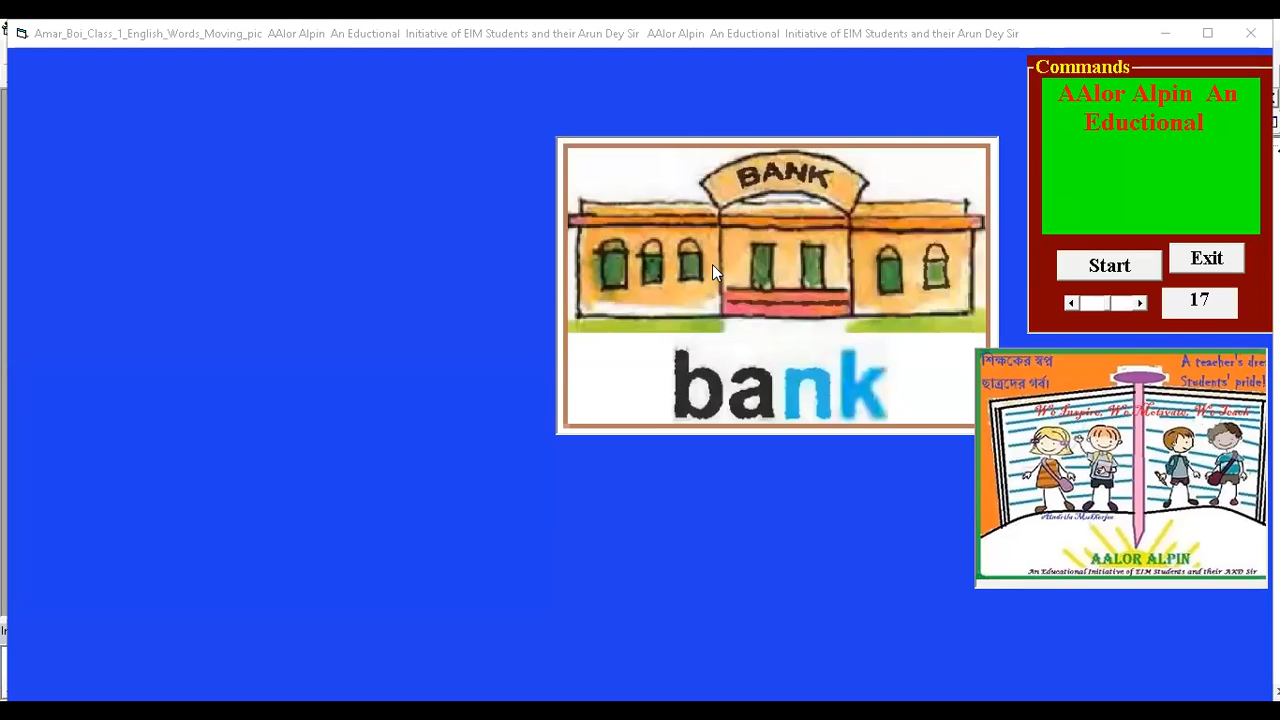 Amar_Boi_Class_1_English_Words_Moving_pic AAlor Alpin An Eductional Initiative of EIM Students and their Arun Dey Sir AAlor Alpin An Eductional Initiative of EIM Students and their Arun Dey Sir
Commands
AAlor Alpin An
Eductional
BANK
Start
Exit
17
bank
শিক্ষকের স্বপ্ন
ছাত্রদের গর্ব।
A teacher's dre
Students' pride!
We Inspire, We Motivate, We Teach
Aindrila Mukherjee
AALOR ALPIN
An Educational Initiative of EIM Students and their AKD Sir